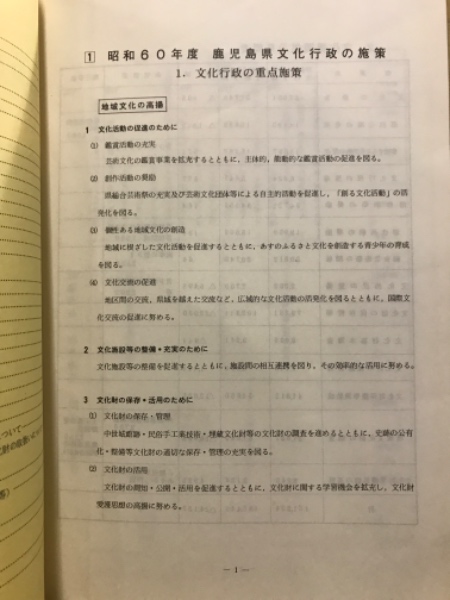 1 昭和60年度 鹿児島県文化行政の施策
1. 文化行政の重点施策
地域文化の高揚
1 文化活動の促進のために
(1) 鑑賞活動の充実
芸術文化の鑑賞事業を拡充するとともに、主体的、能動的な鑑賞活動の促進を図る。
(2) 創作活動の奨励
県総合芸術祭の充実及び芸術文化団体等による自主的活動を促進し、「創る文化活動」の活
発化を図る。
(3) 個性ある地域文化の創造
地域に根ざした文化活動を促進するとともに、あすのふるさと文化を創造する青少年の育成
を図る。
(4) 文化交流の促進
地区間の交流、県域を越えた交流など、広域的な文化活動の活発化を図るとともに、国際文
化交流の促進に努める。
2 文化施設等の整備・充実のために
文化施設等の整備を促進するとともに、施設間の相互連携を図り、その効率的な活用に努める。
3 文化財の保存・活用のために
(1) 文化財の保存・管理
中世城館跡・民俗手工業技術・埋蔵文化財等の文化財の調査を進めるとともに、史跡の公有
化・整備等文化財の適切な保存・管理の充実を図る。
(2) 文化財の活用
文化財の周知・公開・活用を促進するとともに、文化財に関する学習機会を拡充し、文化財
愛護思想の高揚に努める。
— 1 —
について